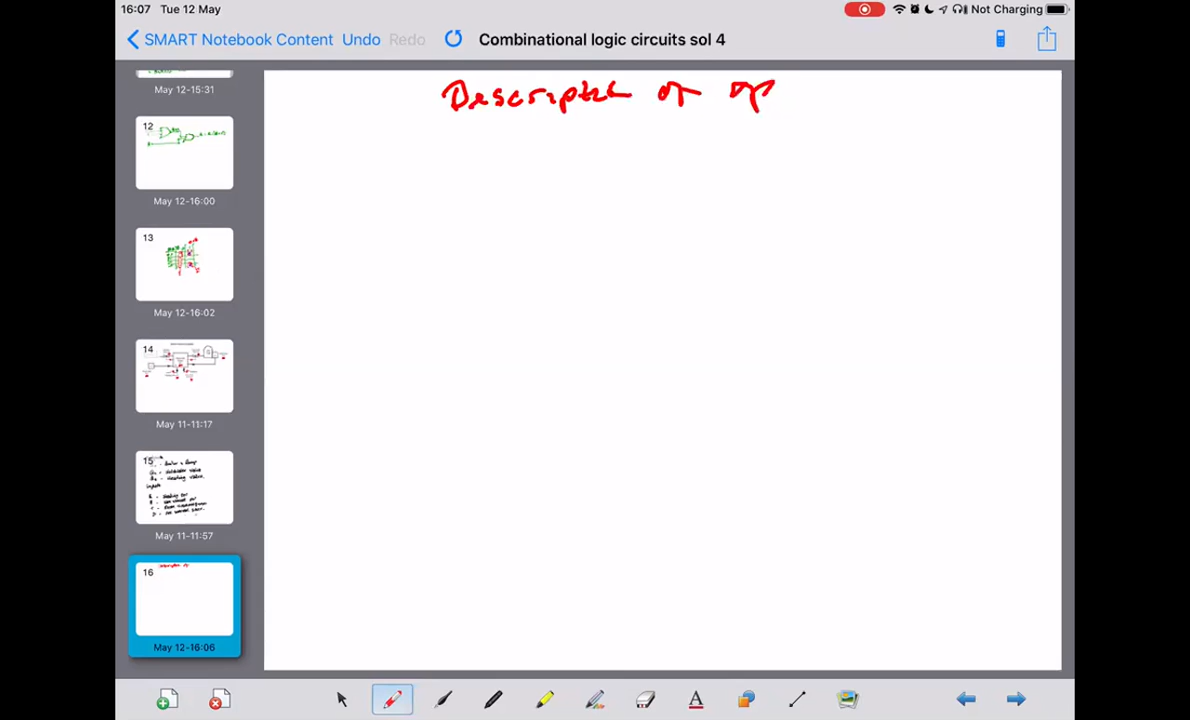 16:07 Tue 12 May
Not Charging
SMART Notebook Content Undo Redo Combinational logic circuits sol 4
Descripton of op
May 12-15:31
12
May 12-16:00
13
May 12-16:02
14
May 11-11:17
15
May 11-11:57
16
May 12-16:06